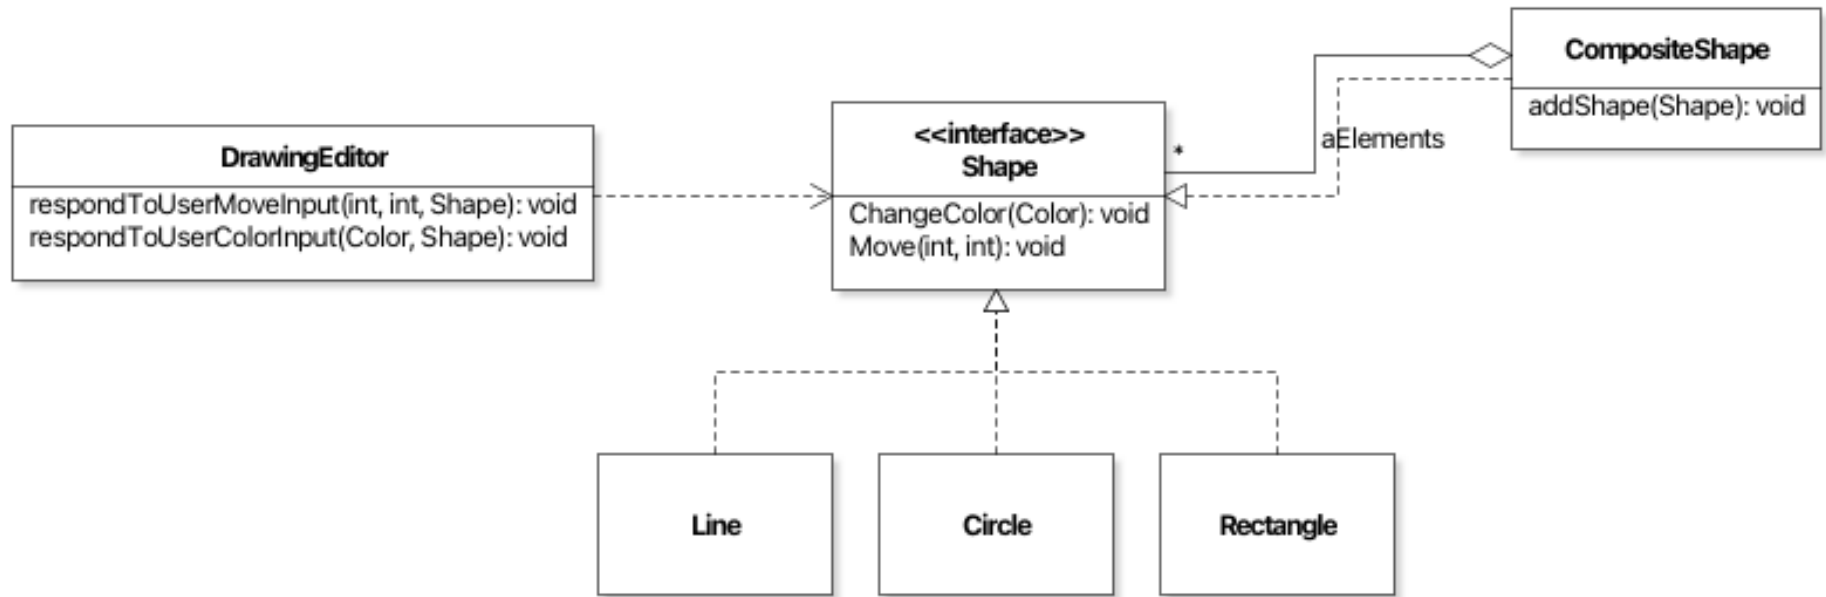 CompositeShape
addShape(Shape): void
aElements
*
<<interface>>
Shape
ChangeColor(Color): void
Move(int, int): void
DrawingEditor
respondToUserMoveInput(int, int, Shape): void
respondToUserColorInput(Color, Shape): void
Line
Circle
Rectangle